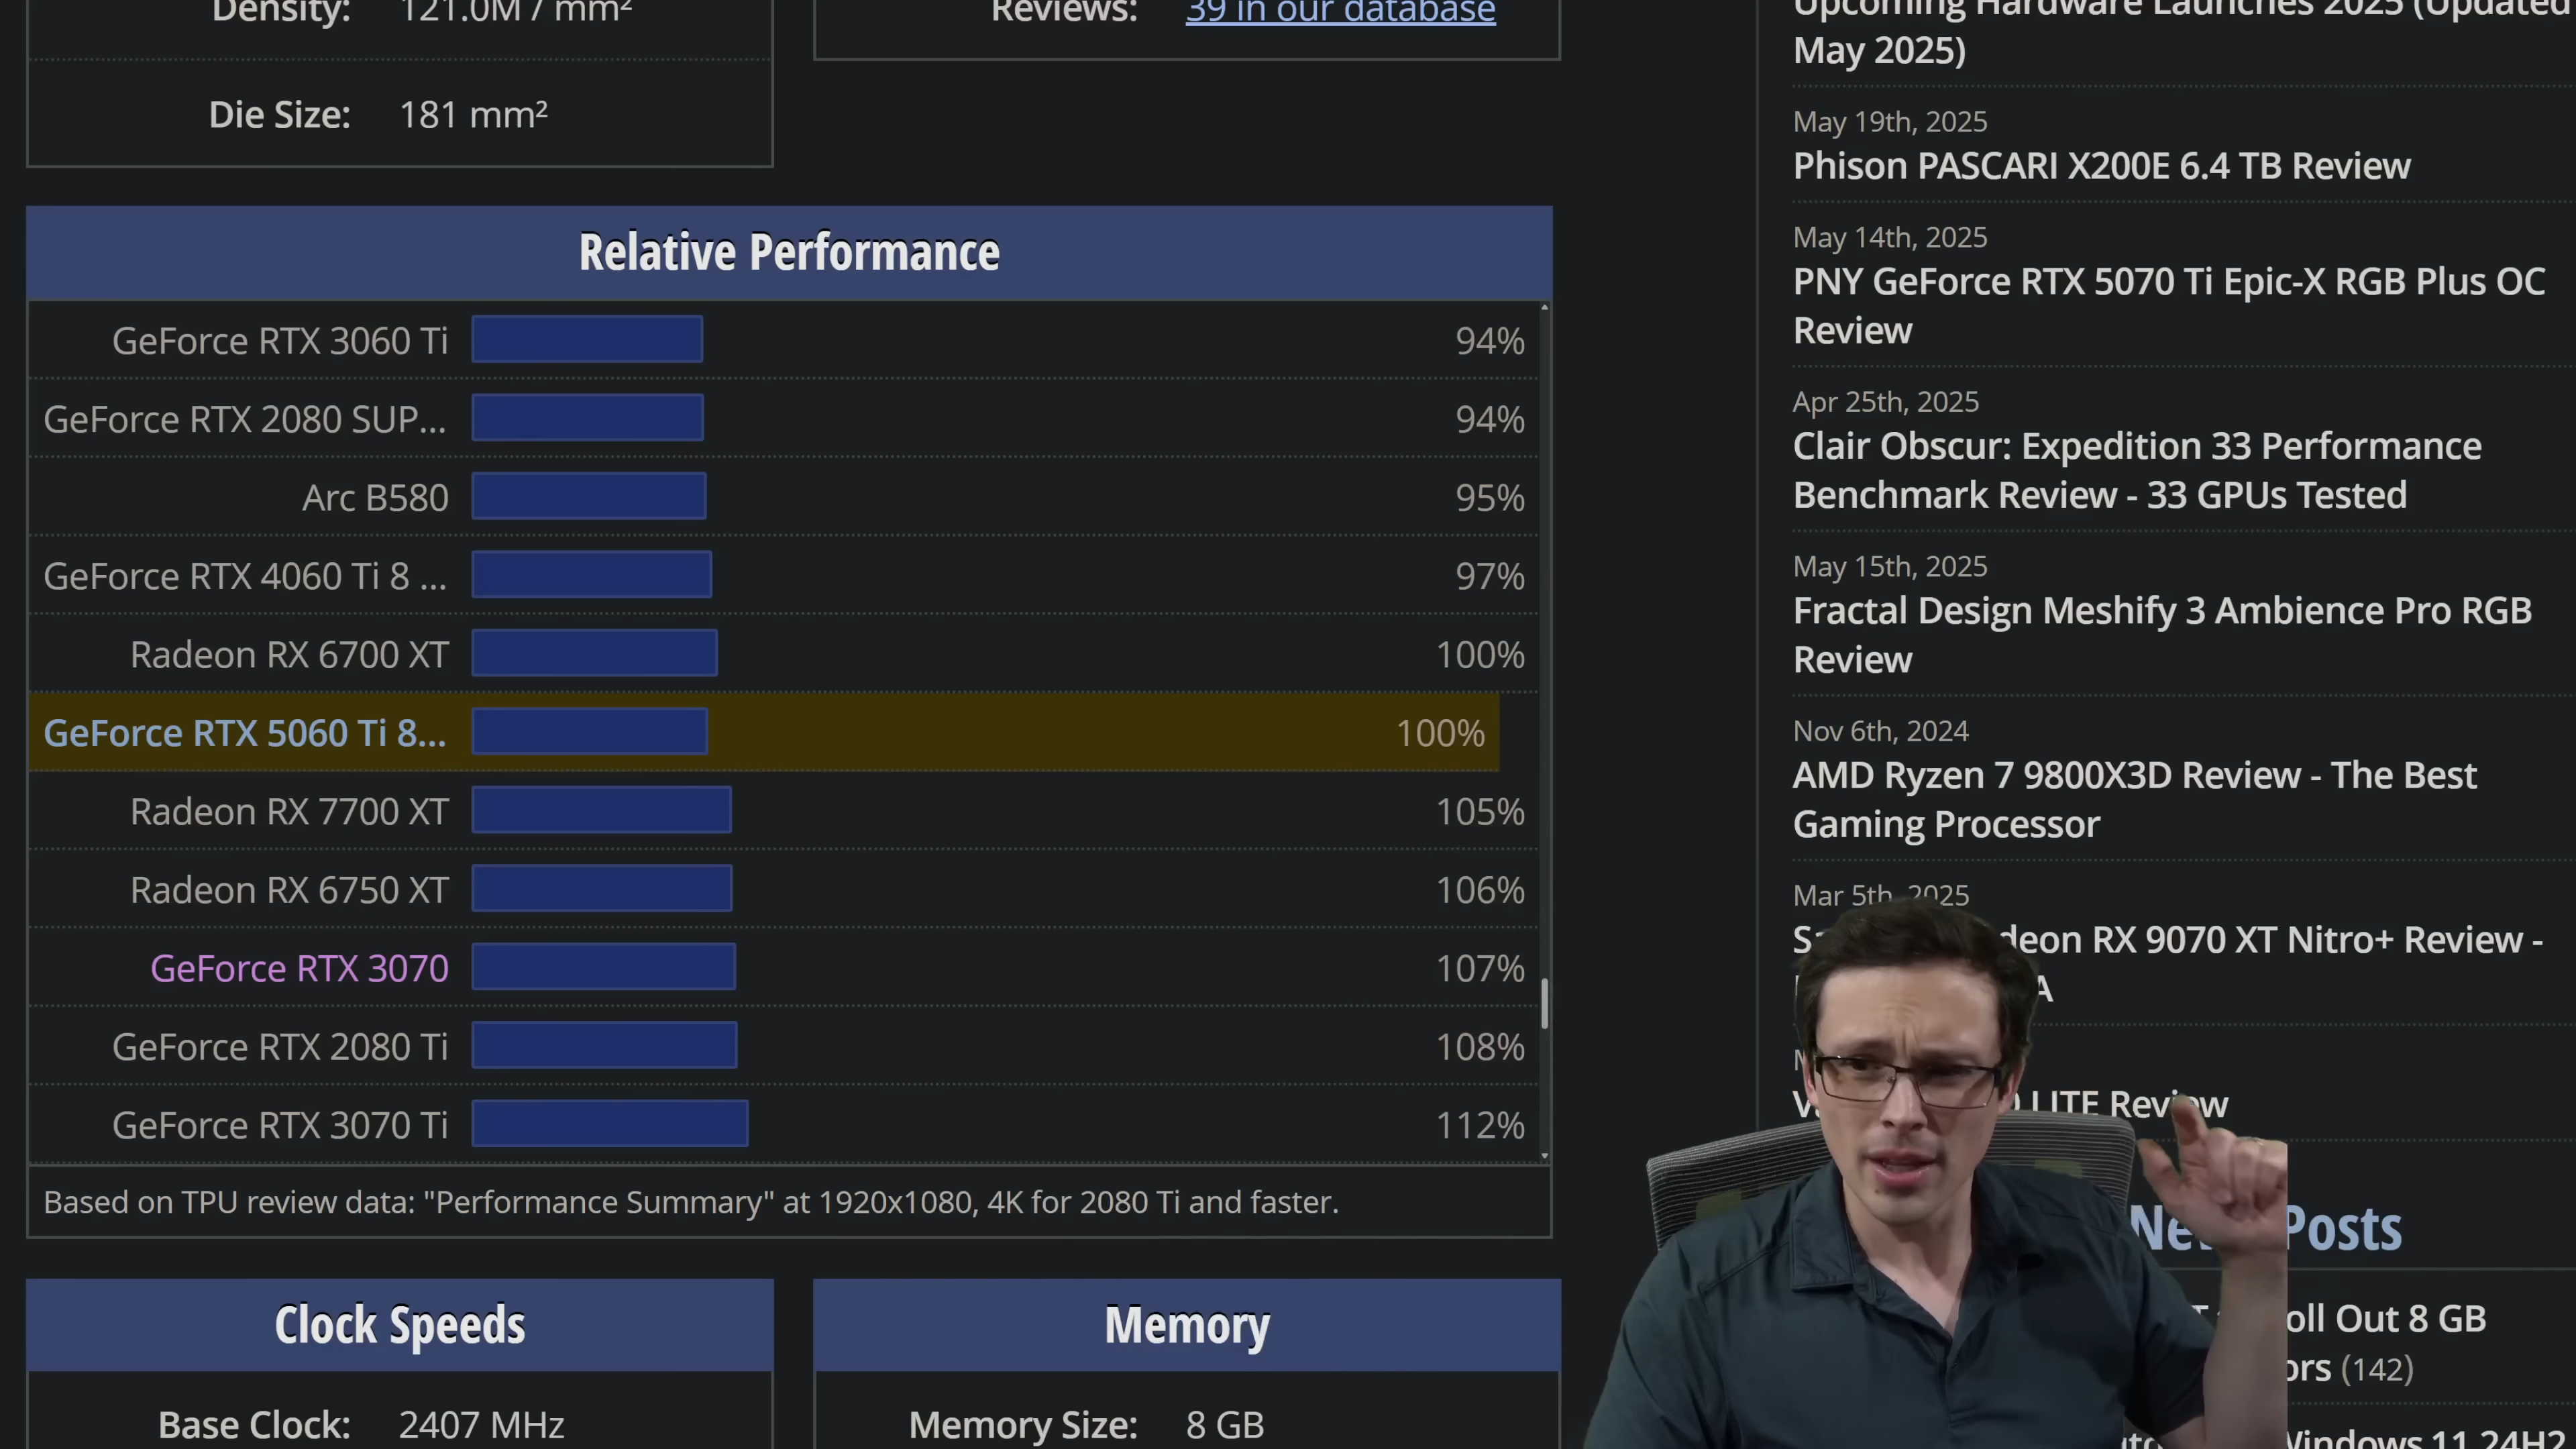 Density: 121.0M / mm²
Die Size: 181 mm²
Reviews: 39 in our database
Relative Performance
GeForce RTX 3060 Ti 94%
GeForce RTX 2080 SUP... 94%
Arc B580 95%
GeForce RTX 4060 Ti 8 ... 97%
Radeon RX 6700 XT 100%
GeForce RTX 5060 Ti 8... 100%
Radeon RX 7700 XT 105%
Radeon RX 6750 XT 106%
GeForce RTX 3070 107%
GeForce RTX 2080 Ti 108%
GeForce RTX 3070 Ti 112%
Based on TPU review data: "Performance Summary" at 1920x1080, 4K for 2080 Ti and faster.
Clock Speeds
Base Clock: 2407 MHz
Memory
Memory Size: 8 GB
Upcoming Hardware Launches 2025 (Updated
May 2025)
May 19th, 2025
Phison PASCARI X200E 6.4 TB Review
May 14th, 2025
PNY GeForce RTX 5070 Ti Epic-X RGB Plus OC
Review
Apr 25th, 2025
Clair Obscur: Expedition 33 Performance
Benchmark Review - 33 GPUs Tested
May 15th, 2025
Fractal Design Meshify 3 Ambience Pro RGB
Review
Nov 6th, 2024
AMD Ryzen 7 9800X3D Review - The Best
Gaming Processor
Mar 5th, 2025
RX 9070 XT Nitro+ Review -
LITE Review
Posts
Out 8 GB
(142)
Windows 11 24H2